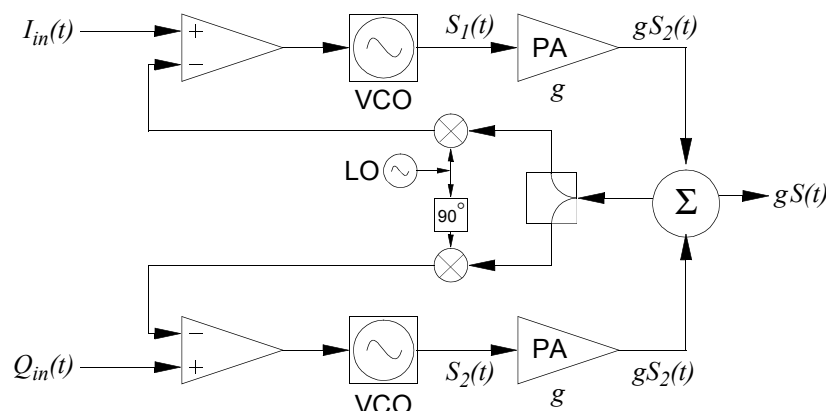 I_in(t)
+
−
VCO
S_1(t)
PA
g
gS_2(t)
LO
90°
Σ
gS(t)
−
+
Q_in(t)
VCO
S_2(t)
PA
g
gS_2(t)